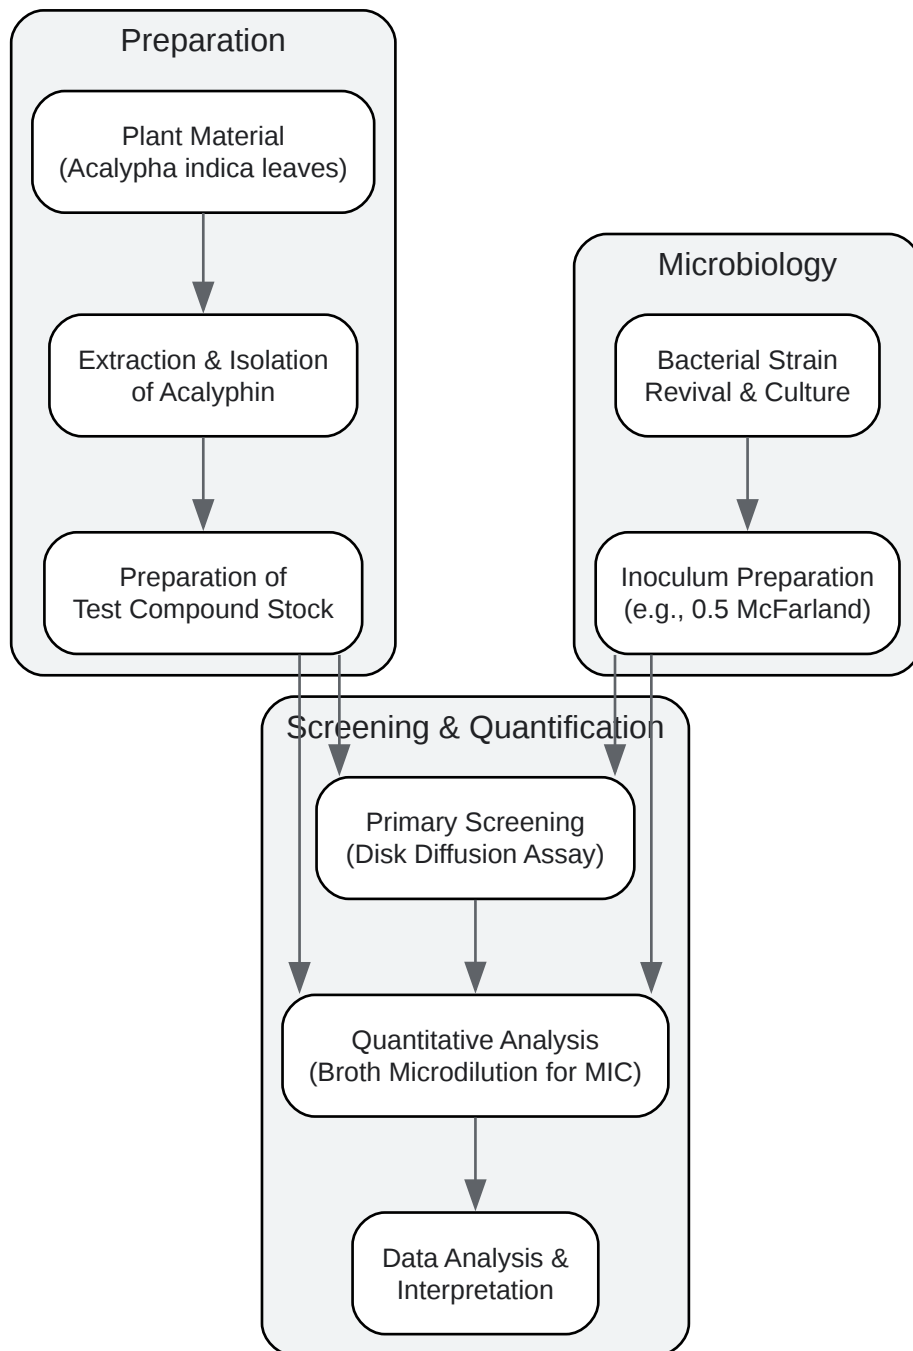 Preparation
Plant Material
(Acalypha indica leaves)
Extraction & Isolation
of Acalyphin
Preparation of
Test Compound Stock
Microbiology
Bacterial Strain
Revival & Culture
Inoculum Preparation
(e.g., 0.5 McFarland)
Screening & Quantification
Primary Screening
(Disk Diffusion Assay)
Quantitative Analysis
(Broth Microdilution for MIC)
Data Analysis &
Interpretation